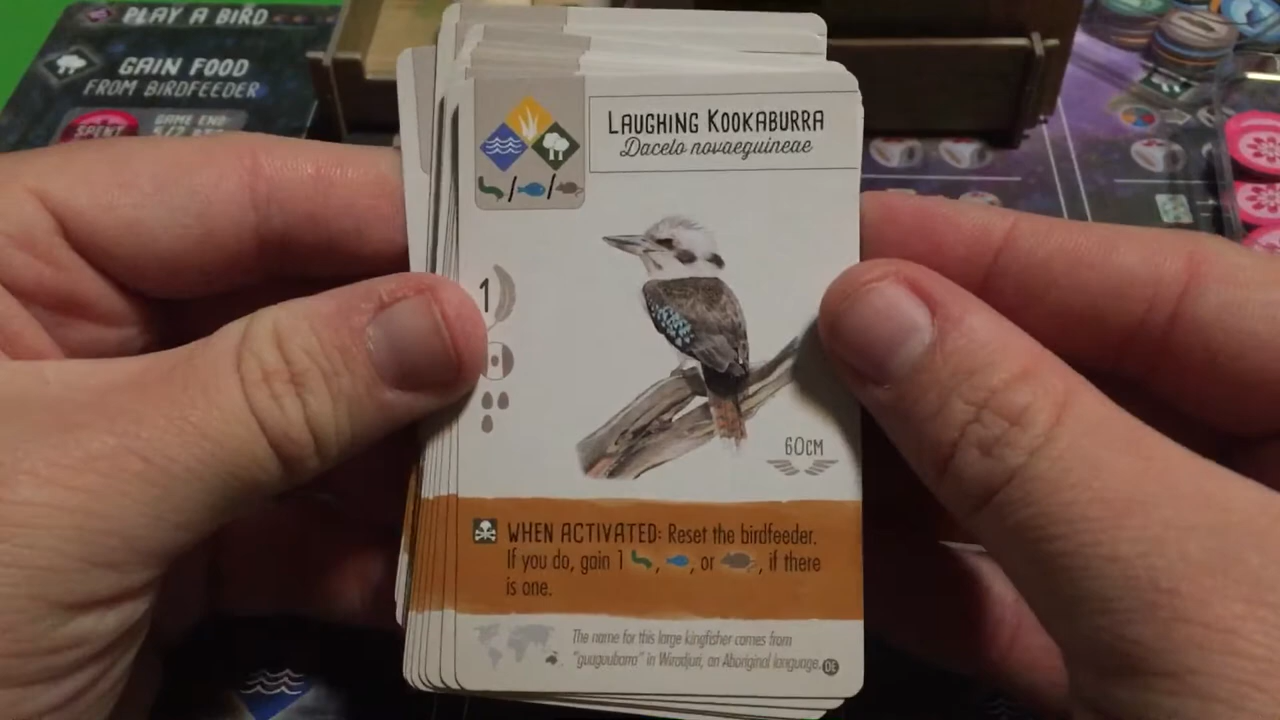 PLAY A BIRD
GAIN FOOD
FROM BIRDFEEDER
SPENT
GAME END:
LAUGHING KOOKABURRA
Dacelo novaeguineae
/ /
1
60CM
WHEN ACTIVATED: Reset the birdfeeder.
If you do, gain 1 , , or , if there
is one.
The name for this large kingfisher comes from
"guuguubarra" in Wiradjuri, an Aboriginal language. OE